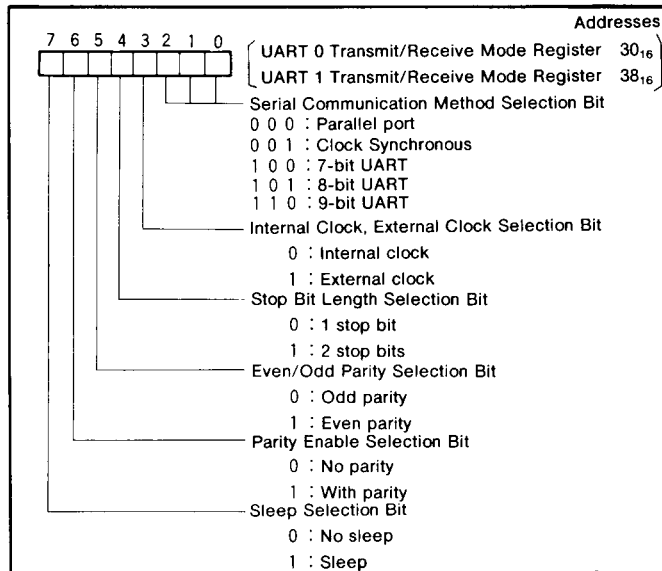 Addresses
7 6 5 4 3 2 1 0
UART 0 Transmit/Receive Mode Register 30₁₆
UART 1 Transmit/Receive Mode Register 38₁₆
Serial Communication Method Selection Bit
0 0 0 : Parallel port
0 0 1 : Clock Synchronous
1 0 0 : 7-bit UART
1 0 1 : 8-bit UART
1 1 0 : 9-bit UART
Internal Clock, External Clock Selection Bit
0 : Internal clock
1 : External clock
Stop Bit Length Selection Bit
0 : 1 stop bit
1 : 2 stop bits
Even/Odd Parity Selection Bit
0 : Odd parity
1 : Even parity
Parity Enable Selection Bit
0 : No parity
1 : With parity
Sleep Selection Bit
0 : No sleep
1 : Sleep